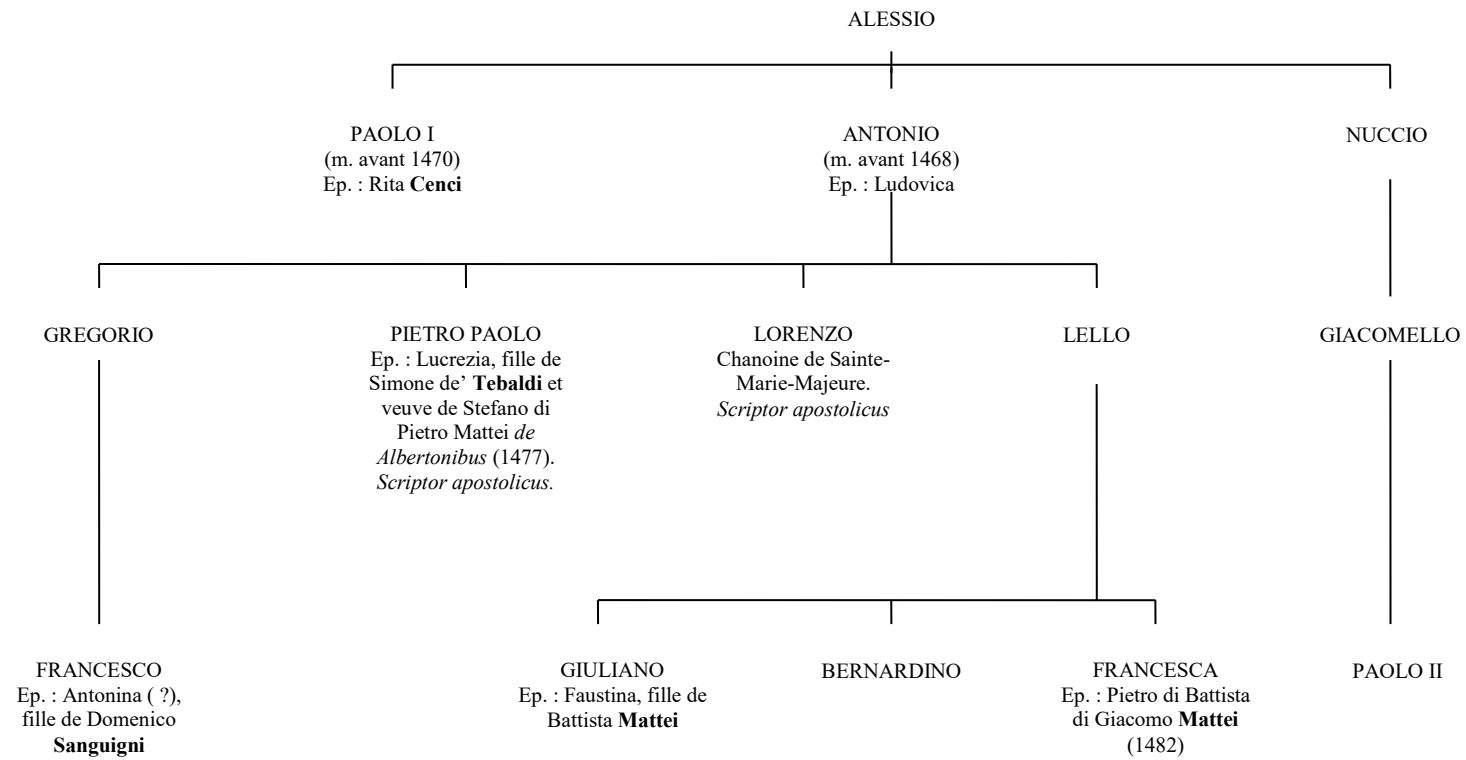 ALESSIO
PAOLO I
(m. avant 1470)
Ep. : Rita Cenci
ANTONIO
(m. avant 1468)
Ep. : Ludovica
NUCCIO
GREGORIO
PIETRO PAOLO
Ep. : Lucrezia, fille de
Simone de’ Tebaldi et
veuve de Stefano di
Pietro Mattei de
Albertonibus (1477).
Scriptor apostolicus.
LORENZO
Chanoine de Sainte-
Marie-Majeure.
Scriptor apostolicus
LELLO
GIACOMELLO
FRANCESCO
Ep. : Antonina ( ?),
fille de Domenico
Sanguigni
GIULIANO
Ep. : Faustina, fille de
Battista Mattei
BERNARDINO
FRANCESCA
Ep. : Pietro di Battista
di Giacomo Mattei
(1482)
PAOLO II